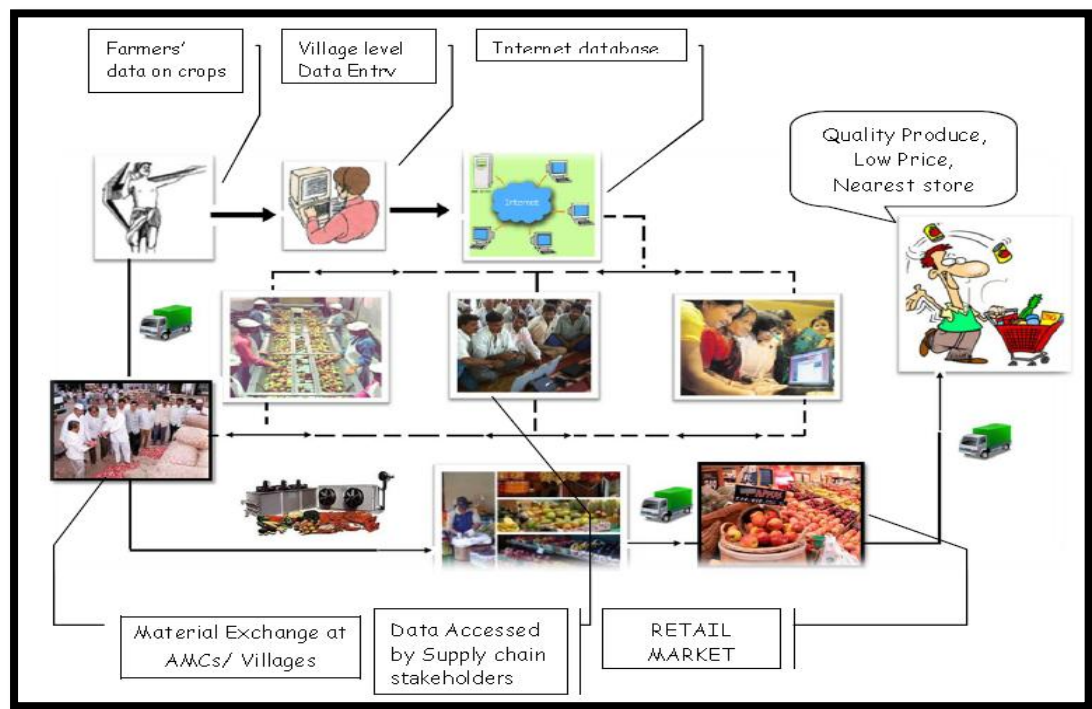 Farmers'
data on crops
Village level
Data Entry
Internet database
Quality Produce,
Low Price,
Nearest store
Internet
Material Exchange at
AMCs/ Villages
Data Accessed
by Supply chain
stakeholders
RETAIL
MARKET